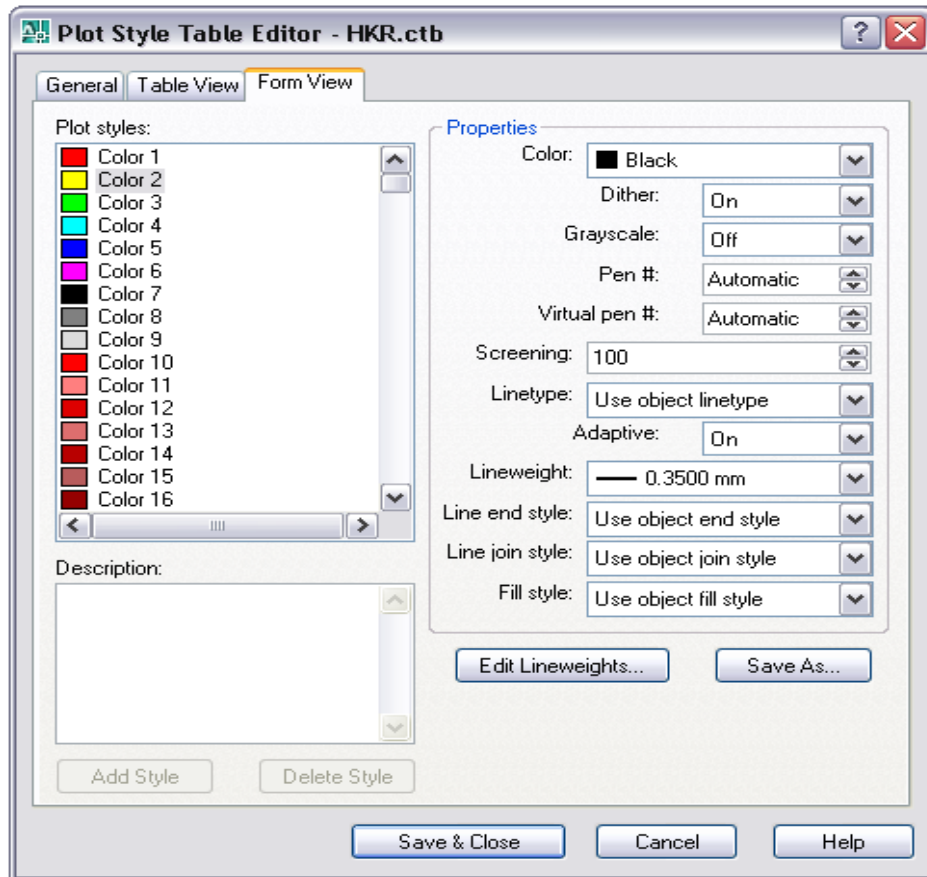 Plot Style Table Editor - HKR.ctb
General Table View Form View
Plot styles:
Color 1
Color 2
Color 3
Color 4
Color 5
Color 6
Color 7
Color 8
Color 9
Color 10
Color 11
Color 12
Color 13
Color 14
Color 15
Color 16
Description:
Add Style Delete Style
Properties
Color: Black
Dither: On
Grayscale: Off
Pen #: Automatic
Virtual pen #: Automatic
Screening: 100
Linetype: Use object linetype
Adaptive: On
Lineweight: 0.3500 mm
Line end style: Use object end style
Line join style: Use object join style
Fill style: Use object fill style
Edit Lineweights... Save As...
Save & Close Cancel Help